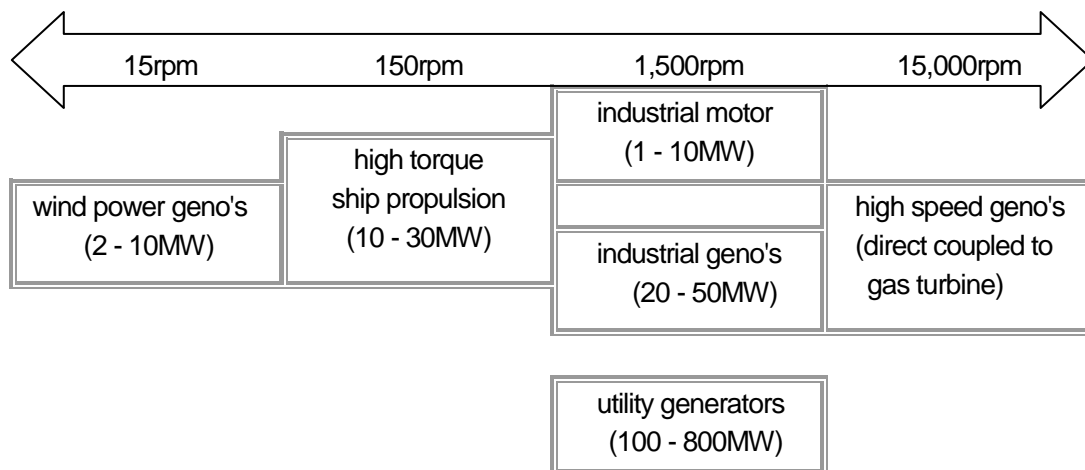 15rpm
150rpm
1,500rpm
15,000rpm
wind power geno's
(2 - 10MW)
high torque
ship propulsion
(10 - 30MW)
industrial motor
(1 - 10MW)
industrial geno's
(20 - 50MW)
utility generators
(100 - 800MW)
high speed geno's
(direct coupled to
gas turbine)